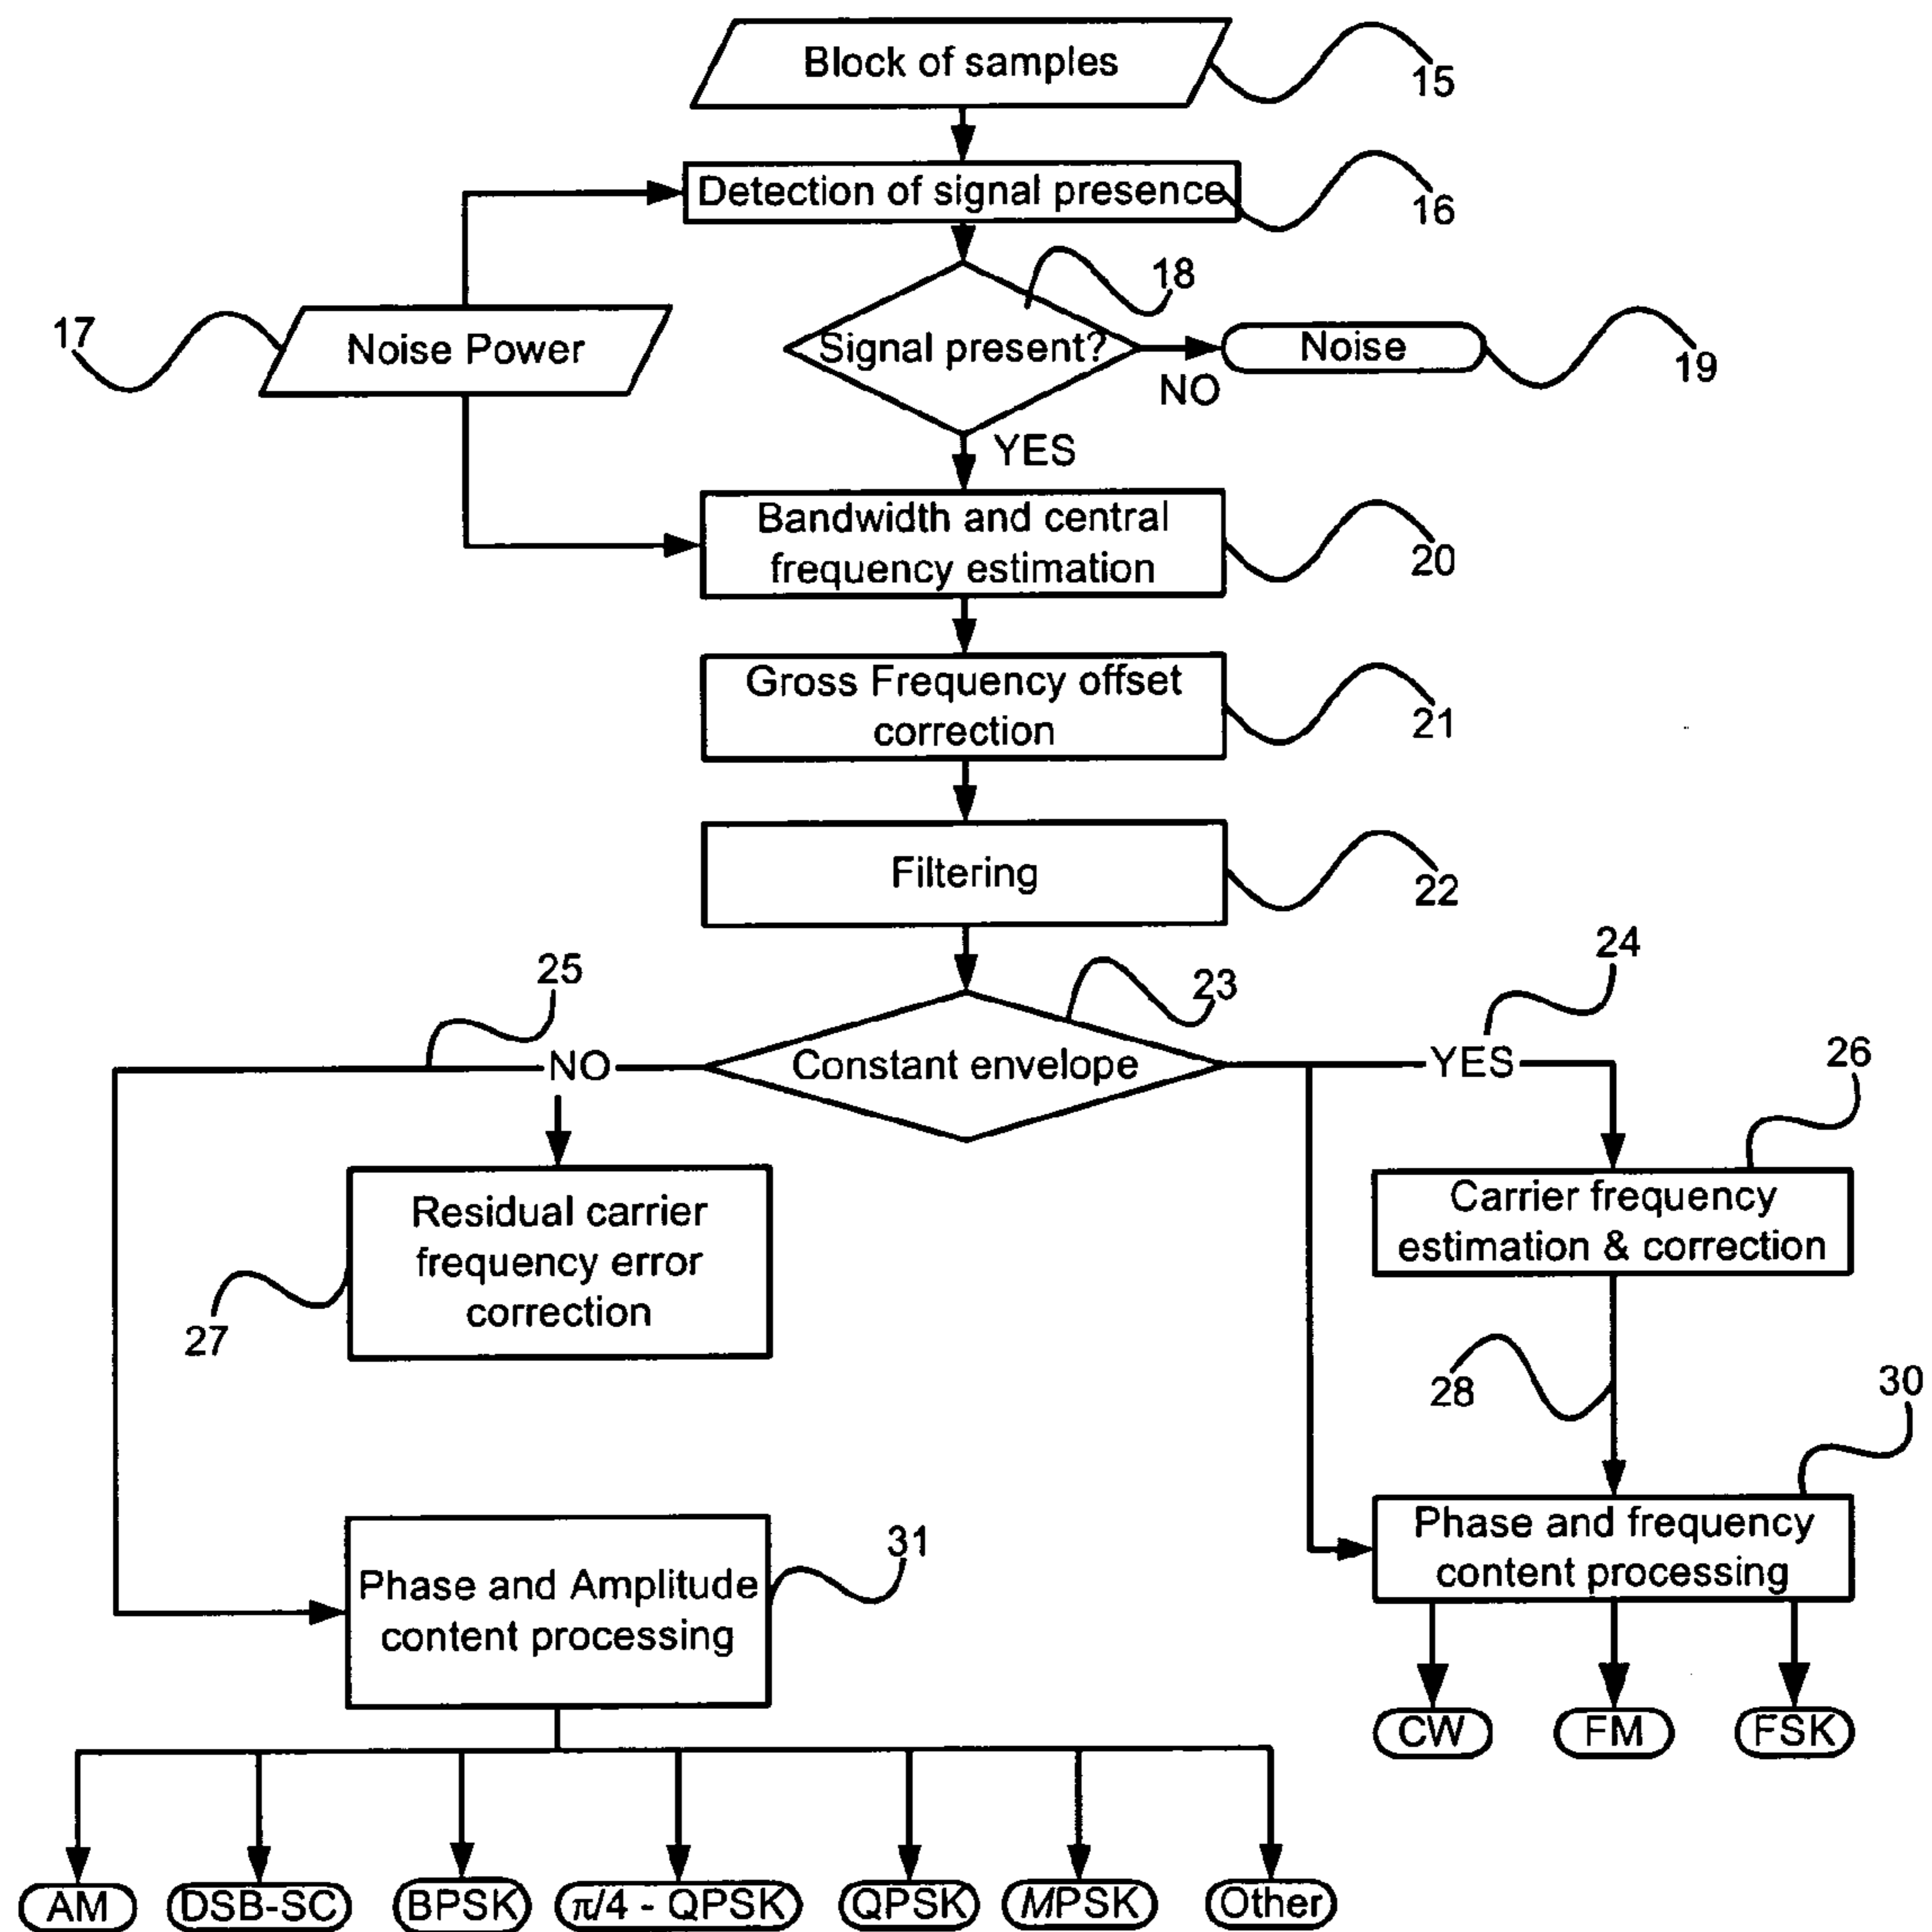 Block of samples
15
Detection of signal presence
16
18
17
Noise Power
Signal present?
Noise
19
NO
YES
Bandwidth and central
frequency estimation
20
Gross Frequency offset
correction
21
Filtering
22
24
25
23
NO
Constant envelope
YES
26
Carrier frequency
estimation & correction
Residual carrier
frequency error
correction
27
28
30
Phase and frequency
content processing
31
Phase and Amplitude
content processing
CW
FM
FSK
AM
DSB-SC
BPSK
π/4 - QPSK
QPSK
MPSK
Other